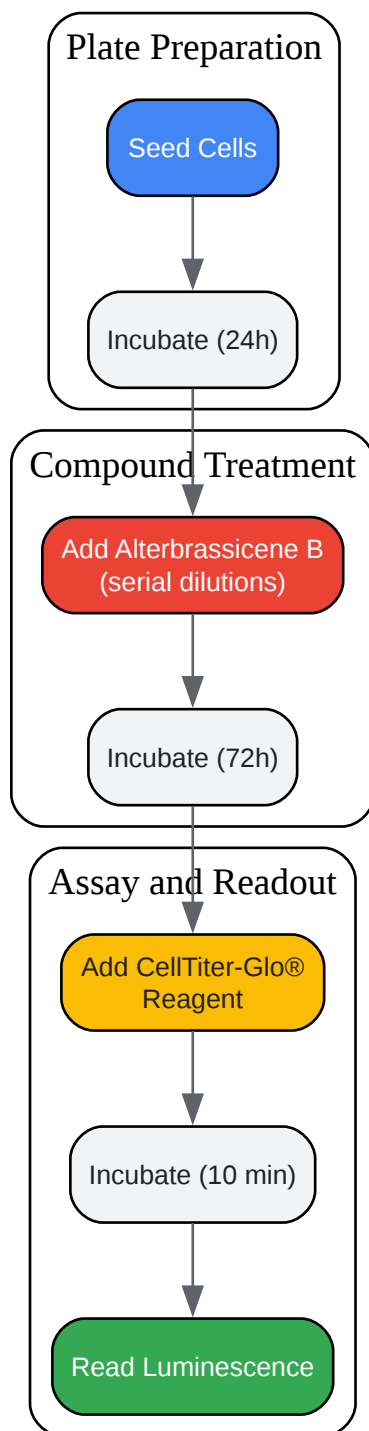 Plate Preparation
Seed Cells
Incubate (24h)
Compound Treatment
Add Alterbrassicene B
(serial dilutions)
Incubate (72h)
Assay and Readout
Add CellTiter-Glo®
Reagent
Incubate (10 min)
Read Luminescence